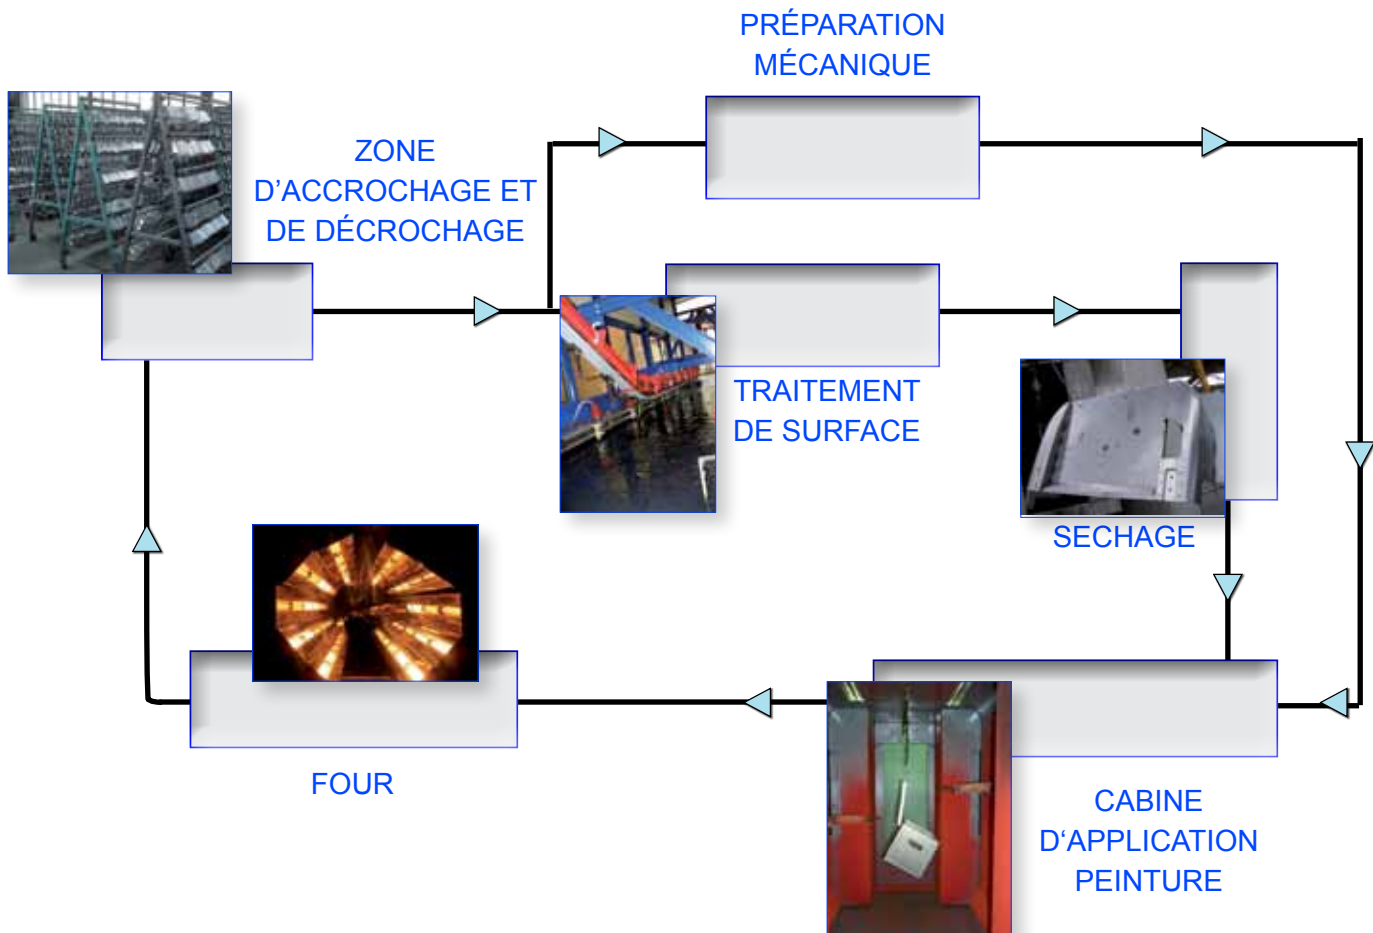 PRÉPARATION
MÉCANIQUE
ZONE
D'ACCROCHAGE ET
DE DÉCROCHAGE
TRAITEMENT
DE SURFACE
SECHAGE
FOUR
CABINE
D‘APPLICATION
PEINTURE